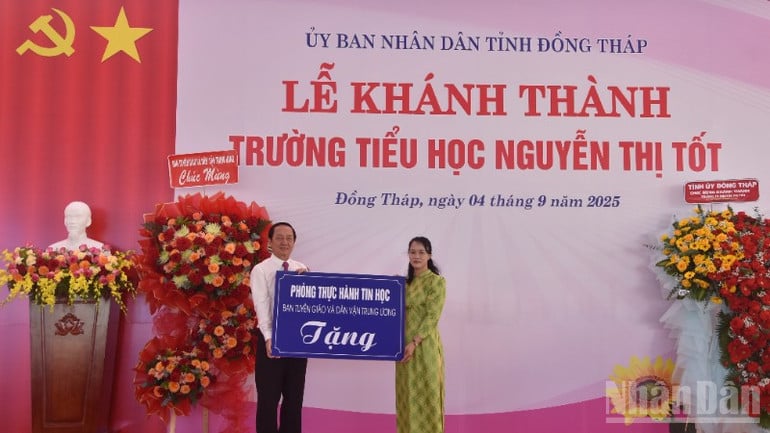 ỦY BAN NHÂN DÂN TỈNH ĐỒNG THÁP
LỄ KHÁNH THÀNH
TRƯỜNG TIỂU HỌC NGUYỄN THỊ TỐT
Đồng Tháp, ngày 04 tháng 9 năm 2025
Chúc Mừng
TỈNH ỦY ĐỒNG THÁP
PHÒNG THỰC HÀNH TIN HỌC
BAN TUYÊN GIÁO VÀ DÂN VẬN TRUNG ƯƠNG
Tặng
Nhân Dân